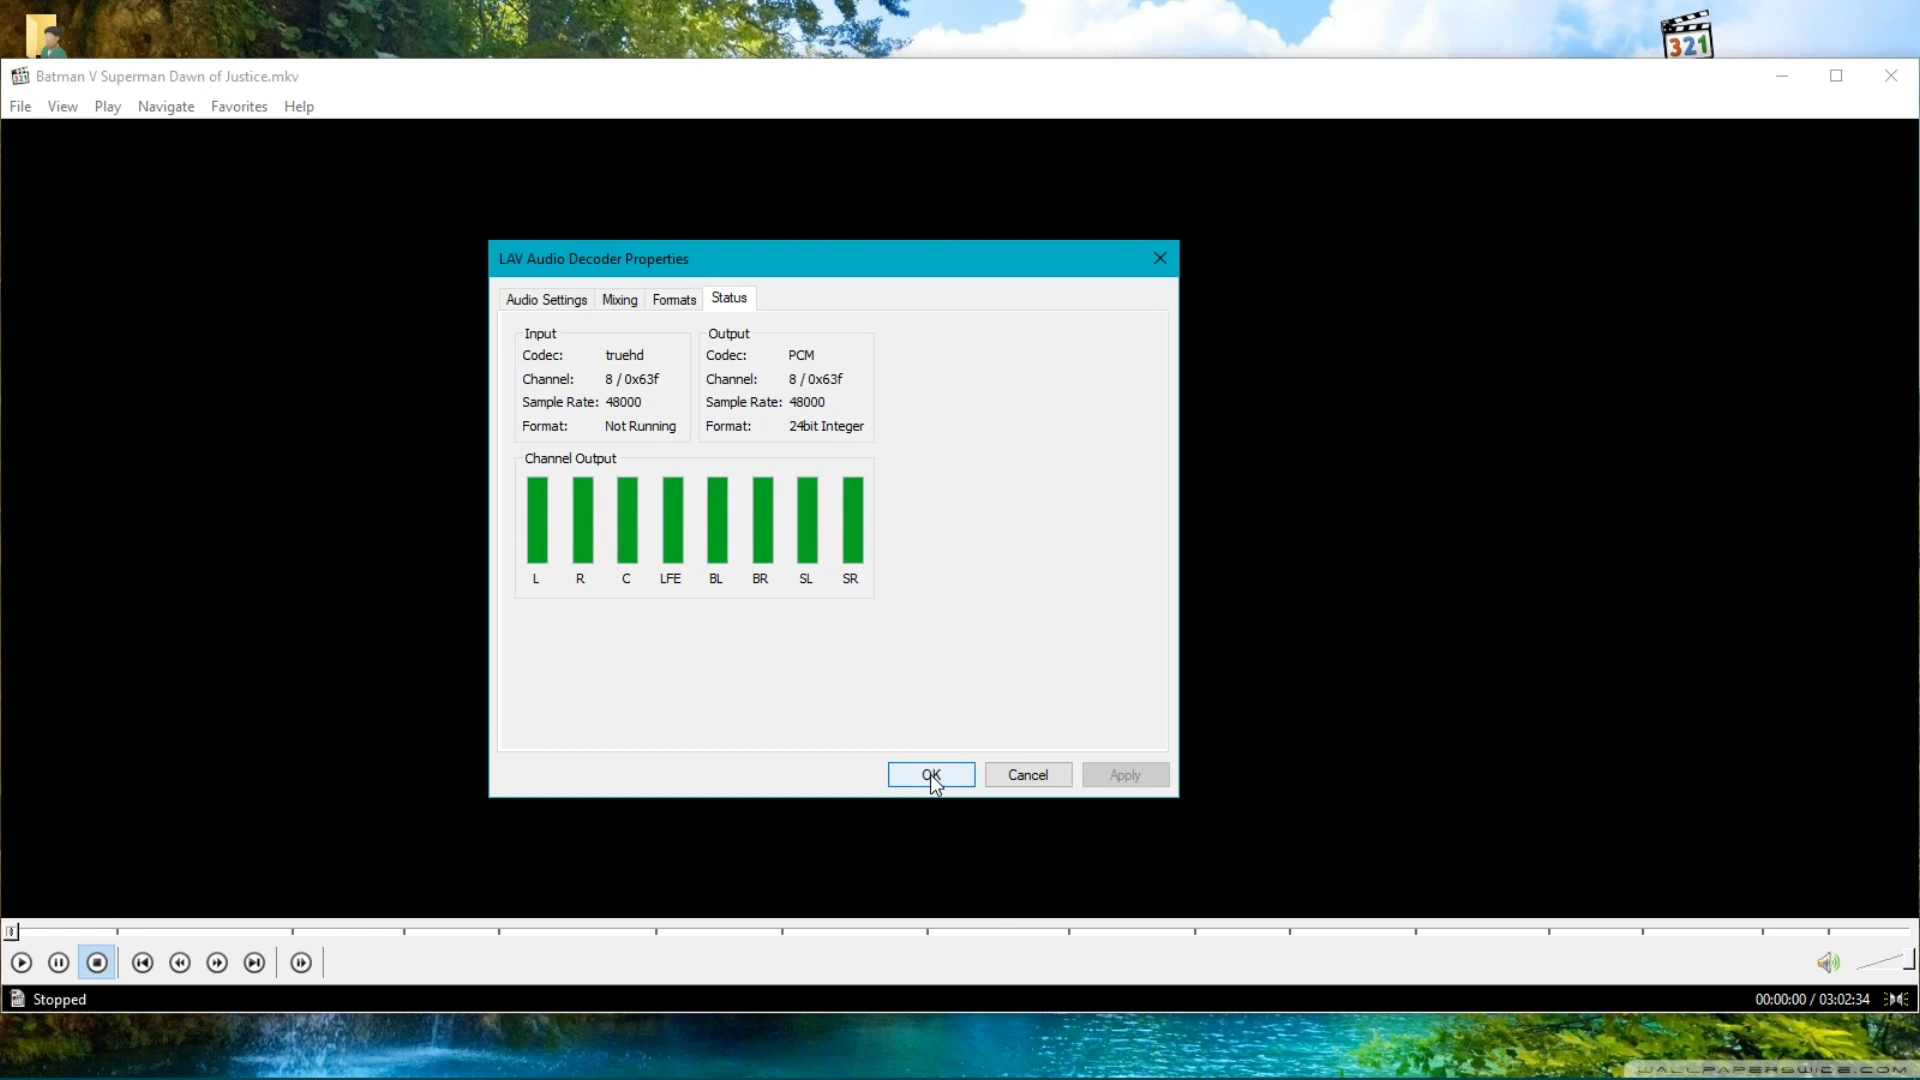 321
Batman V Superman Dawn of Justice.mkv
File View Play Navigate Favorites Help
LAV Audio Decoder Properties
Audio Settings Mixing Formats Status
Input
Codec: truehd
Channel: 8 / 0x63f
Sample Rate: 48000
Format: Not Running
Output
Codec: PCM
Channel: 8 / 0x63f
Sample Rate: 48000
Format: 24bit Integer
Channel Output
L R C LFE BL BR SL SR
OK Cancel Apply
Stopped
00:00:00 / 03:02:34
WALLPAPERSWIDE.COM